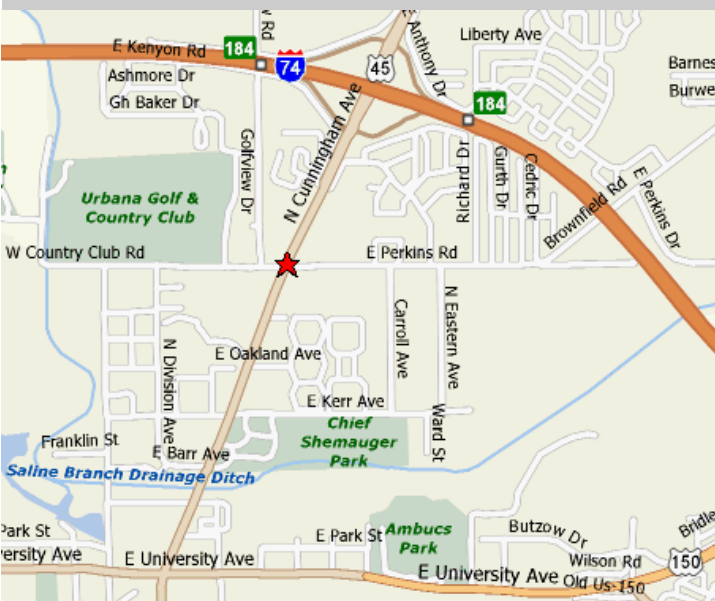 E Kenyon Rd
184
w Rd
74
45
E Anthony Dr
Liberty Ave
Ashmore Dr
Gh Baker Dr
184
Barnes
Burwe
N Cunningham Ave
Golfview Dr
Urbana Golf &
Country Club
Richard Dr
Gurth Dr
Cedric Dr
Brownfield Rd
E Perkins Dr
W Country Club Rd
E Perkins Rd
N Division Ave
E Oakland Ave
Carroll Ave
N Eastern Ave
E Kerr Ave
Ward St
Chief
Shemauger
Park
Franklin St
E Barr Ave
Saline Branch Drainage Ditch
Park St
versity Ave
E University Ave
E Park St
Ambucs
Park
Butzow Dr
Bridle
Wilson Rd
150
E University Ave
Old Us-150